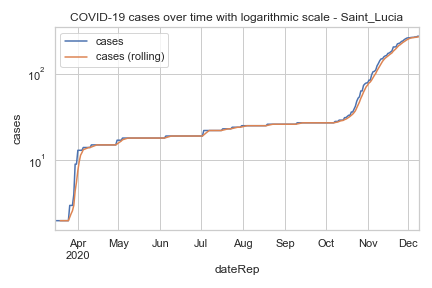 COVID-19 cases over time with logarithmic scale - Saint_Lucia
cases
cases (rolling)
10²
10¹
cases
Apr May Jun Jul Aug Sep Oct Nov Dec
2020
dateRep